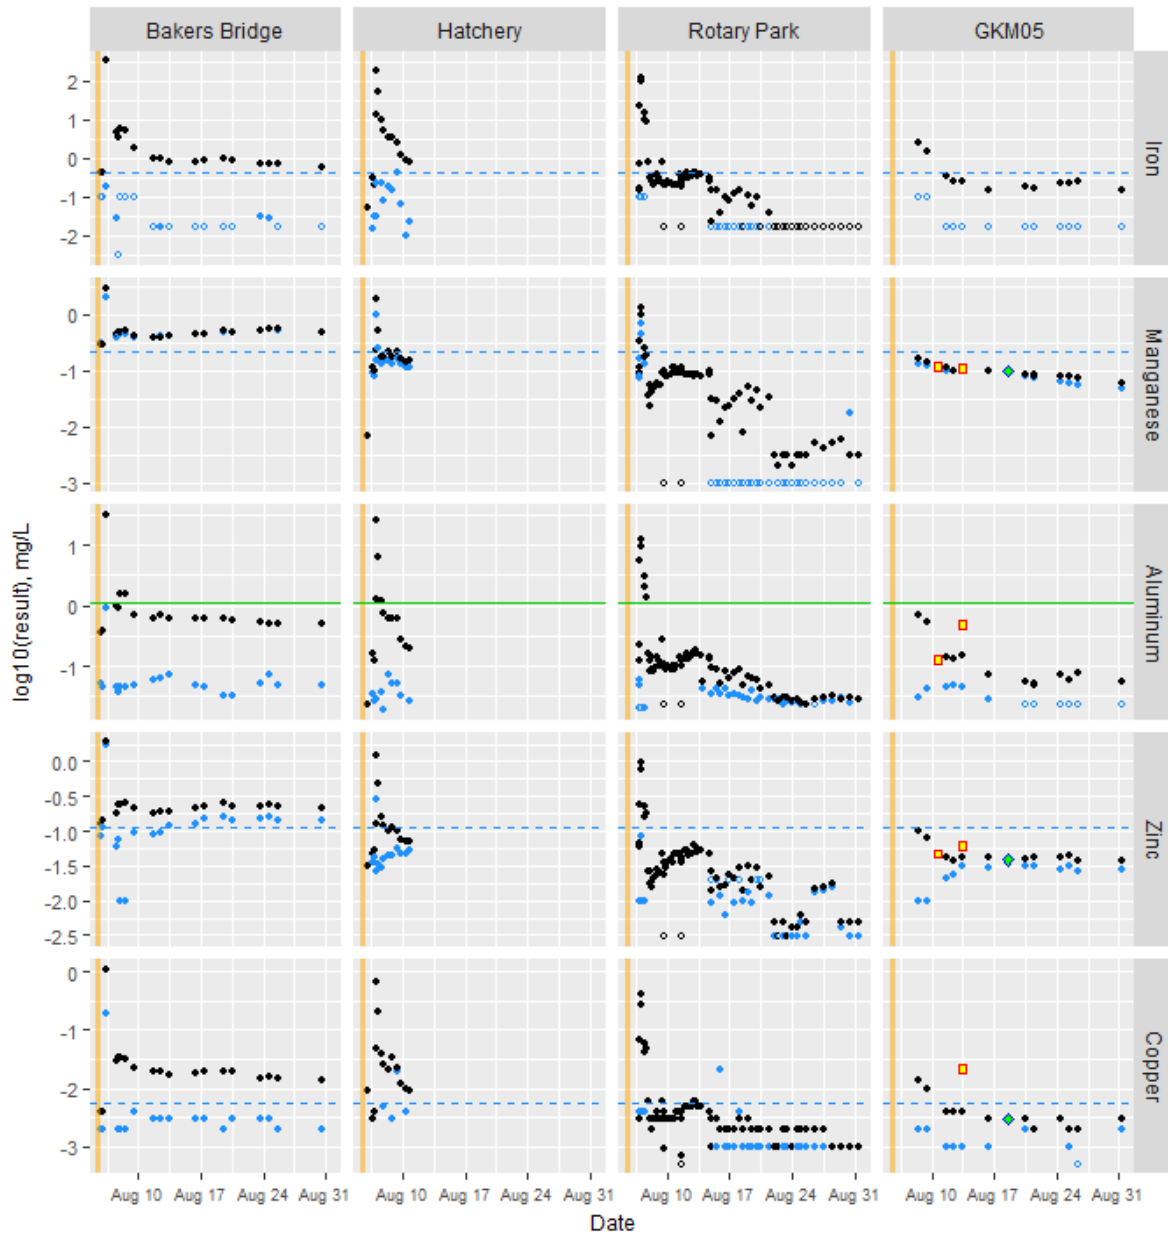 Bakers Bridge Hatchery Rotary Park GKM05
2
1
0
-1
-2
Iron
0
-1
-2
-3
Manganese
1
0
-1
Aluminum
0.0
-0.5
-1.0
-1.5
-2.0
-2.5
Zinc
0
-1
-2
-3
Copper
log10(result), mg/L
Aug 10 Aug 17 Aug 24 Aug 31 Aug 10 Aug 17 Aug 24 Aug 31 Aug 10 Aug 17 Aug 24 Aug 31 Aug 10 Aug 17 Aug 24 Aug 31
Date